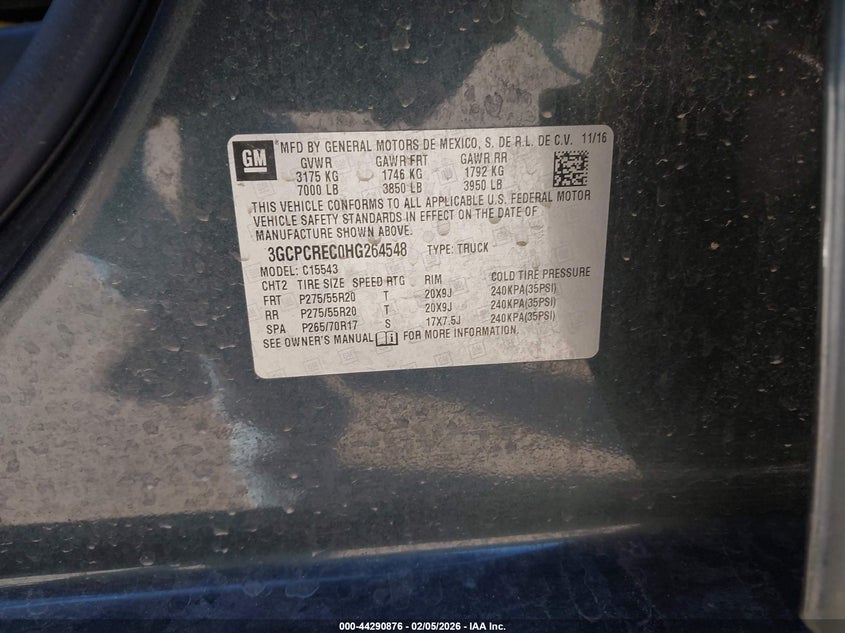 GM
®MFD BY GENERAL MOTORS DE MEXICO, S. DE R.L. DE C.V. 11/16
GVWR GAWR FRT GAWR RR
3175 KG 1746 KG 1792 KG
7000 LB 3850 LB 3950 LB
THIS VEHICLE CONFORMS TO ALL APPLICABLE U.S. FEDERAL MOTOR
VEHICLE SAFETY STANDARDS IN EFFECT ON THE DATE OF
MANUFACTURE SHOWN ABOVE.
3GCPCREC0HG264548 TYPE: TRUCK
MODEL: C15543
CHT2 TIRE SIZE SPEED RTG RIM COLD TIRE PRESSURE
FRT P275/55R20 T 20X9J 240KPA(35PSI)
RR P275/55R20 T 20X9J 240KPA(35PSI)
SPA P265/70R17 S 17X7.5J 240KPA(35PSI)
SEE OWNER'S MANUAL FOR MORE INFORMATION.
000-44290876 - 02/05/2026 - IAA Inc.